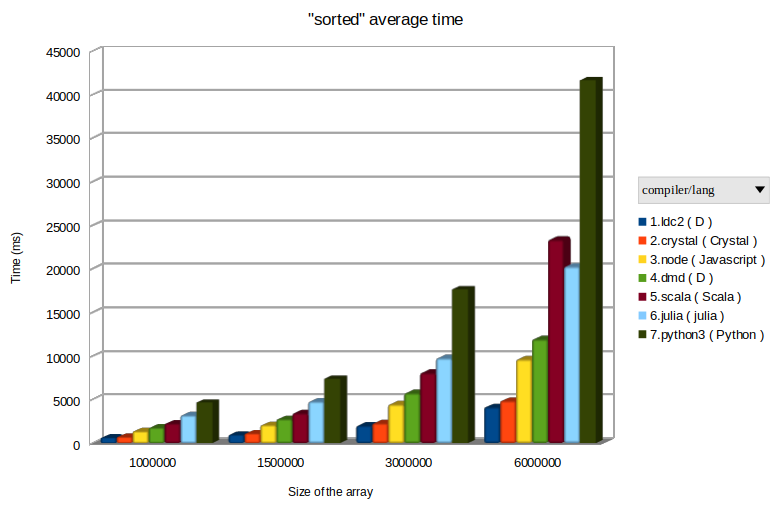 "sorted" average time
45000
40000
35000
30000
25000
20000
15000
10000
5000
0
Time (ms)
1000000 1500000 3000000 6000000
Size of the array
compiler/lang
1.ldc2 ( D )
2.crystal ( Crystal )
3.node ( Javascript )
4.dmd ( D )
5.scala ( Scala )
6.julia ( julia )
7.python3 ( Python )